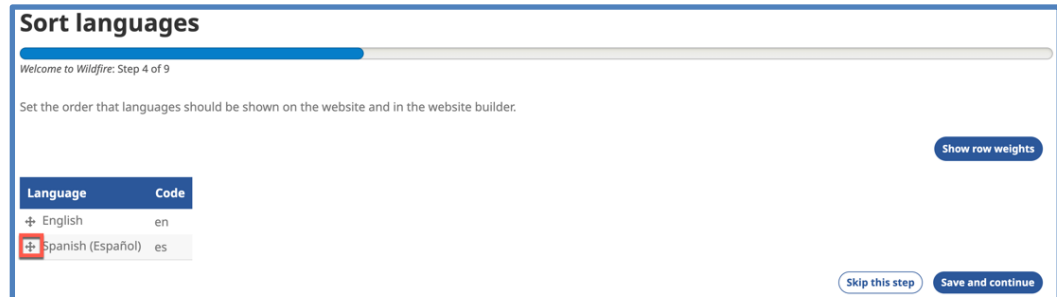 Sort languages
Welcome to Wildfire: Step 4 of 9
Set the order that languages should be shown on the website and in the website builder.
Show row weights
Language Code
English en
Spanish (Español) es
Skip this step Save and continue